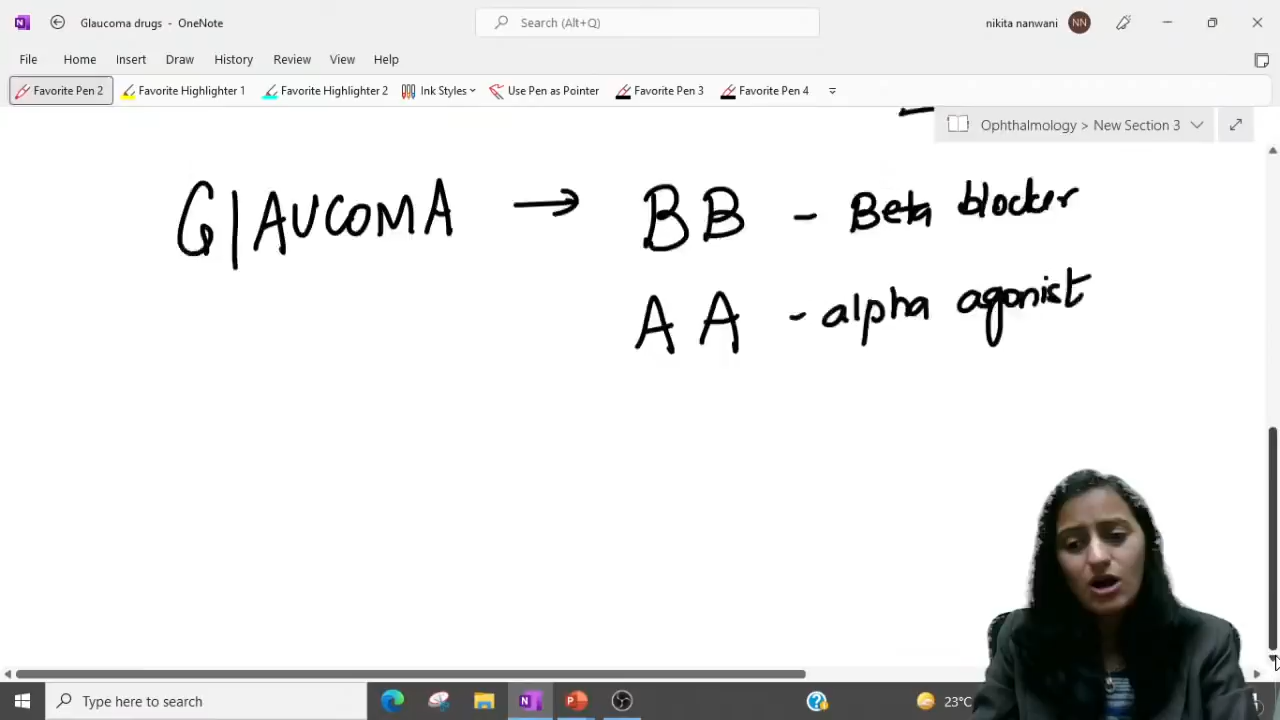 Glaucoma drugs - OneNote
Search (Alt+Q)
nikita nanwani NN
File Home Insert Draw History Review View Help
Favorite Pen 2 Favorite Highlighter 1 Favorite Highlighter 2 Ink Styles Use Pen as Pointer Favorite Pen 3 Favorite Pen 4
Ophthalmology > New Section 3
GlAUCOMA → BB - Beta blocker
AA - alpha agonist
Type here to search
23°C